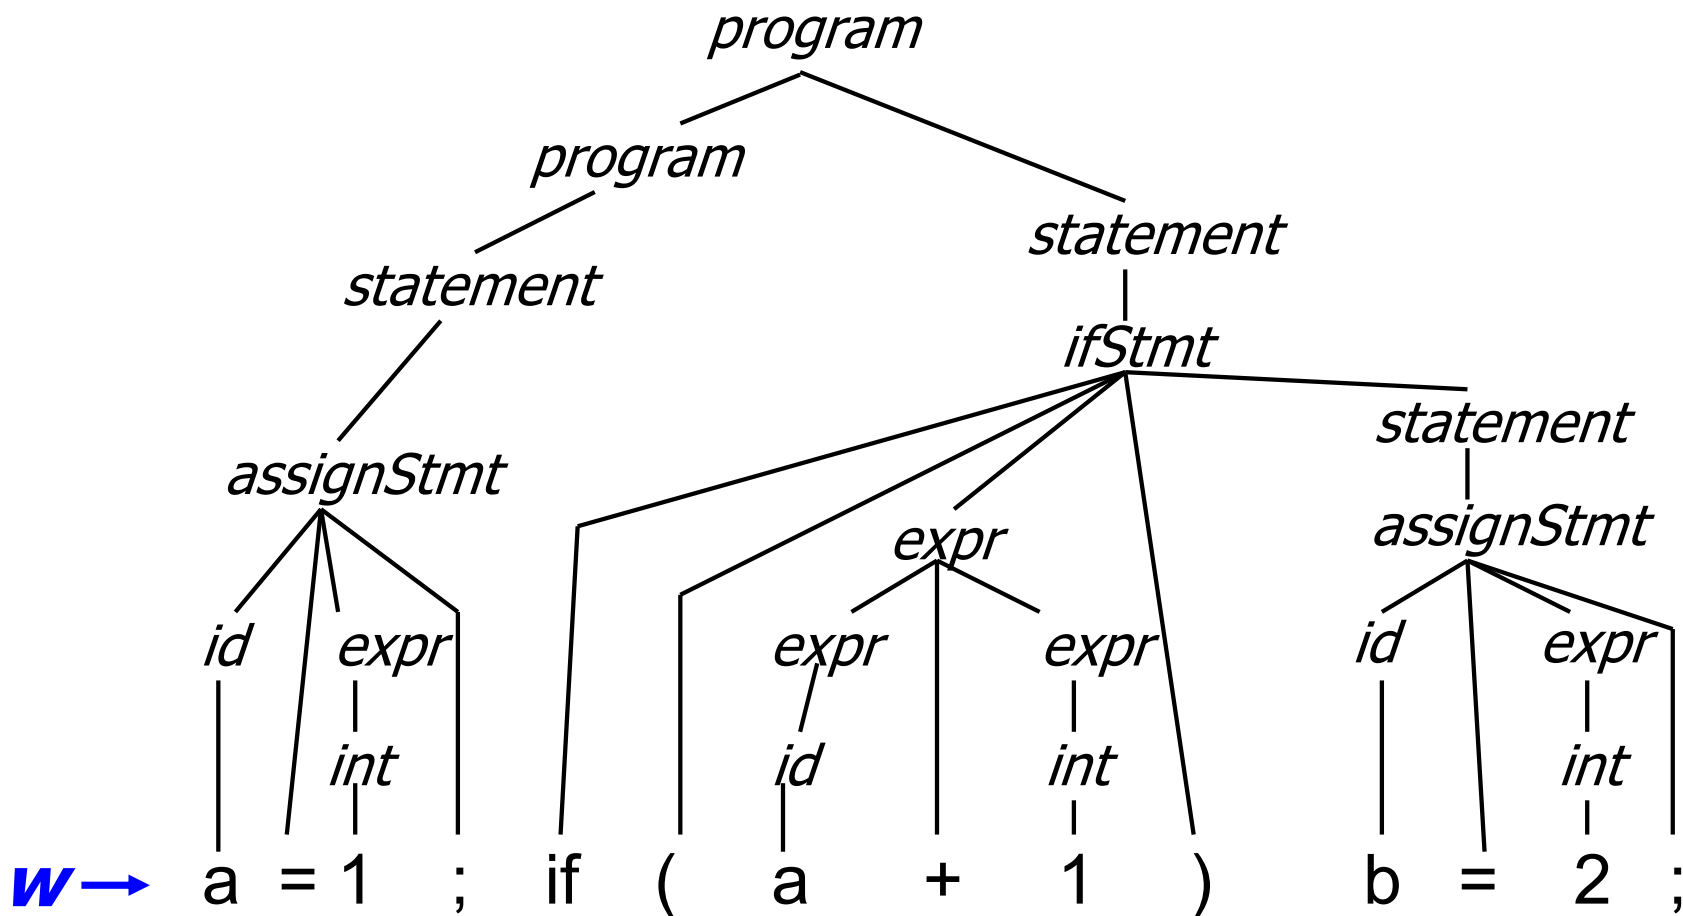 program
program
statement
statement
ifStmt
statement
assignStmt
expr
assignStmt
id expr expr expr id expr
int id int int
w a = 1 ; if ( a + 1 ) b = 2 ;